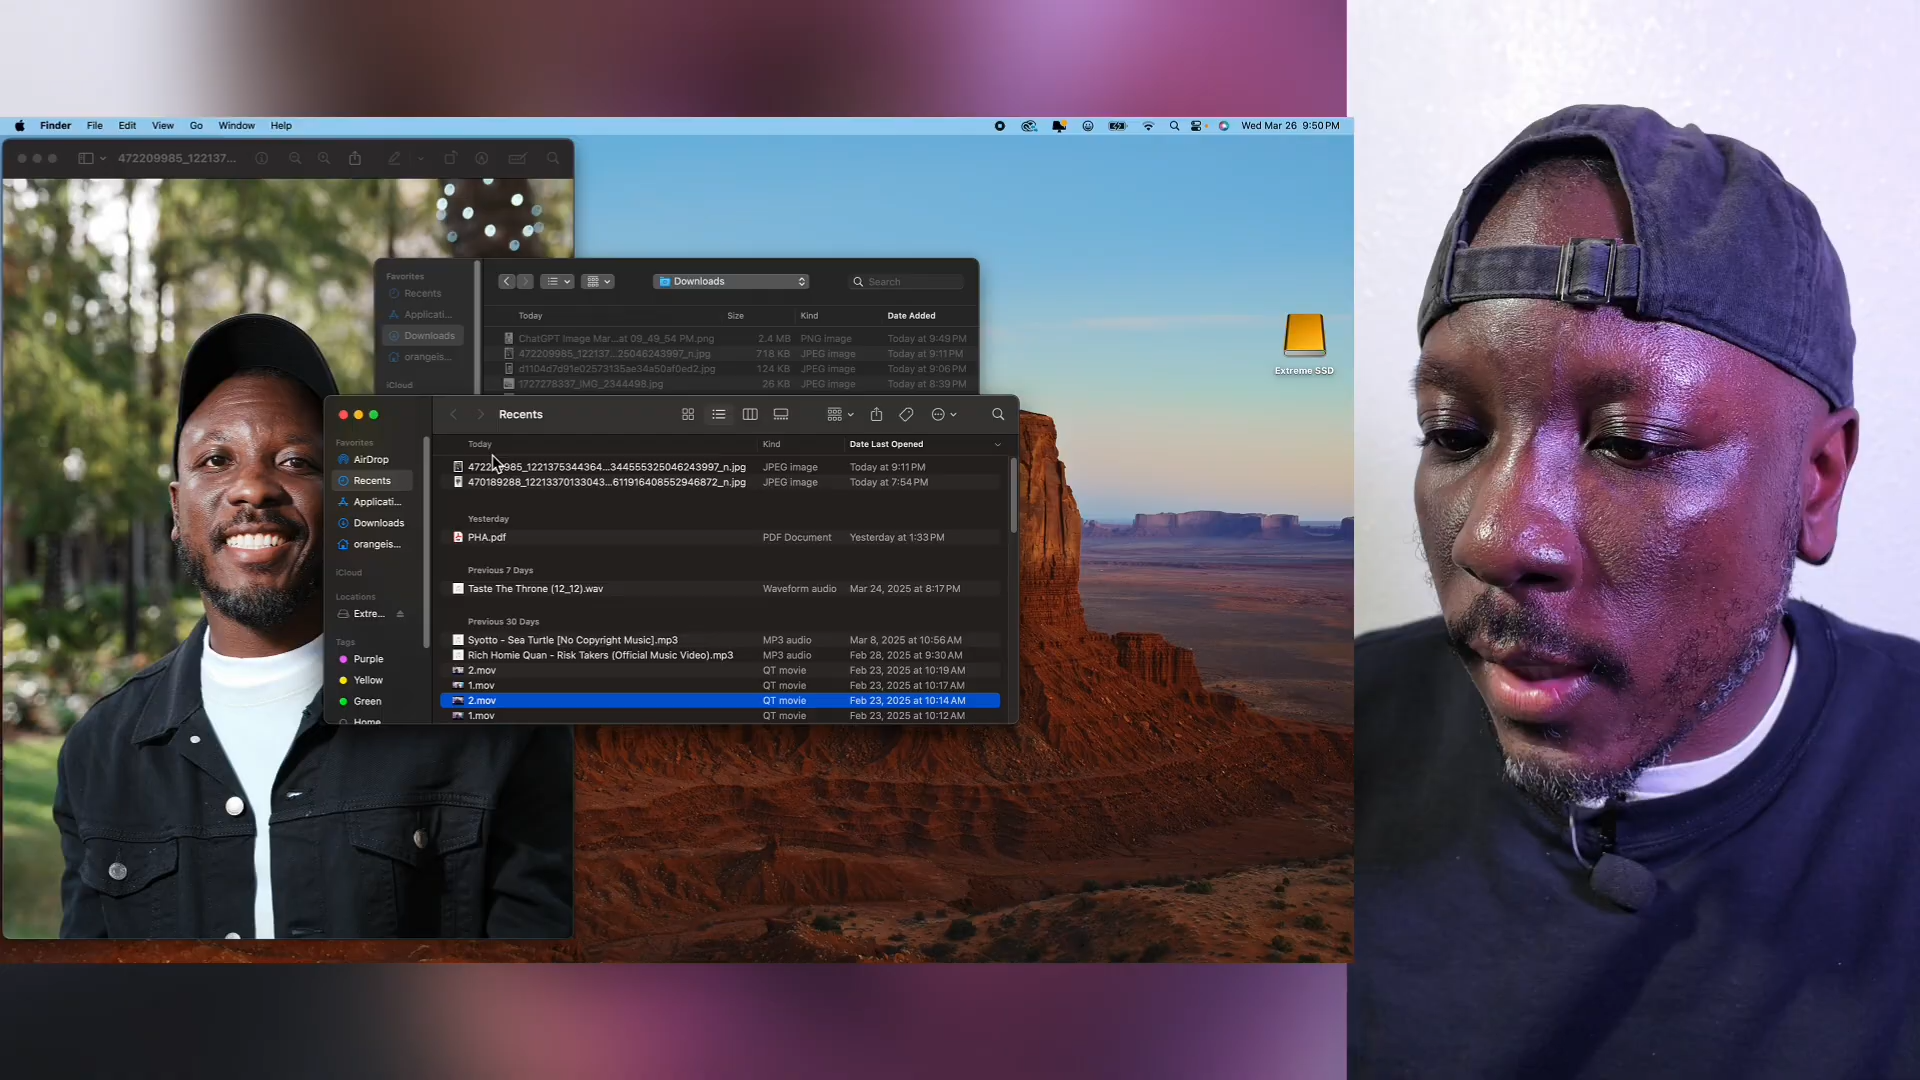 Finder File Edit View Go Window Help Wed Mar 26 9:50 PM
472209985_122137...
Favorites
Recents
Applicati...
Downloads
orangeis...
iCloud
Downloads
Search
Today Size Kind Date Added
ChatGPT Image Mar...at 09_49_54 PM.png 2.4 MB PNG image Today at 9:49 PM
472209985_122137...25046243997_n.jpg 718 KB JPEG image Today at 9:11 PM
d1104d7d91e02573135ae34a50af0ed2.jpg 124 KB JPEG image Today at 9:06 PM
1727278337_IMG_2344498.jpg 26 KB JPEG image Today at 8:39 PM
Extreme SSD
Favorites
AirDrop
Recents
Applicati...
Downloads
orangeis...
iCloud
Locations
Extre...
Tags
Purple
Yellow
Green
Home
Recents
Today Kind Date Last Opened
JPEG image Today at 9:11 PM
470189288_12213370133043...611916408552946872_n.jpg JPEG image Today at 7:54 PM
Yesterday
PHA.pdf PDF Document Yesterday at 1:33 PM
Previous 7 Days
Taste The Throne (12_12).wav Waveform audio Mar 24, 2025 at 8:17 PM
Previous 30 Days
Syotto - Sea Turtle [No Copyright Music].mp3 MP3 audio Mar 8, 2025 at 10:56 AM
Rich Homie Quan - Risk Takers (Official Music Video).mp3 MP3 audio Feb 28, 2025 at 9:30 AM
2.mov QT movie Feb 23, 2025 at 10:19 AM
1.mov QT movie Feb 23, 2025 at 10:17 AM
2.mov QT movie Feb 23, 2025 at 10:14 AM
1.mov QT movie Feb 23, 2025 at 10:12 AM